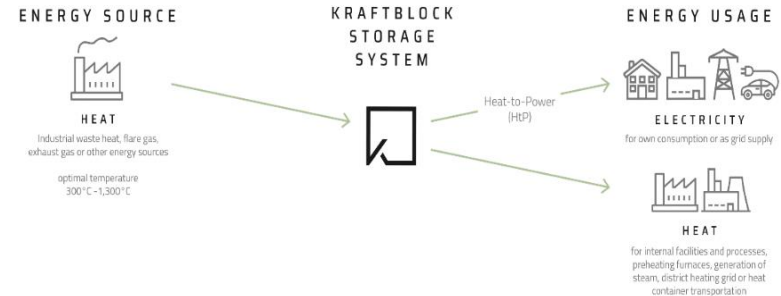 ENERGY SOURCE
HEAT
Industrial waste heat, flare gas,
exhaust gas or other energy sources
optimal temperature
300°C -1,300°C
KRAFTBLOCK
STORAGE
SYSTEM
Heat-to-Power
(HtP)
ENERGY USAGE
ELECTRICITY
for own consumption or as grid supply
HEAT
for internal facilities and processes,
preheating furnaces, generation of
steam, district heating grid or heat
container transportation